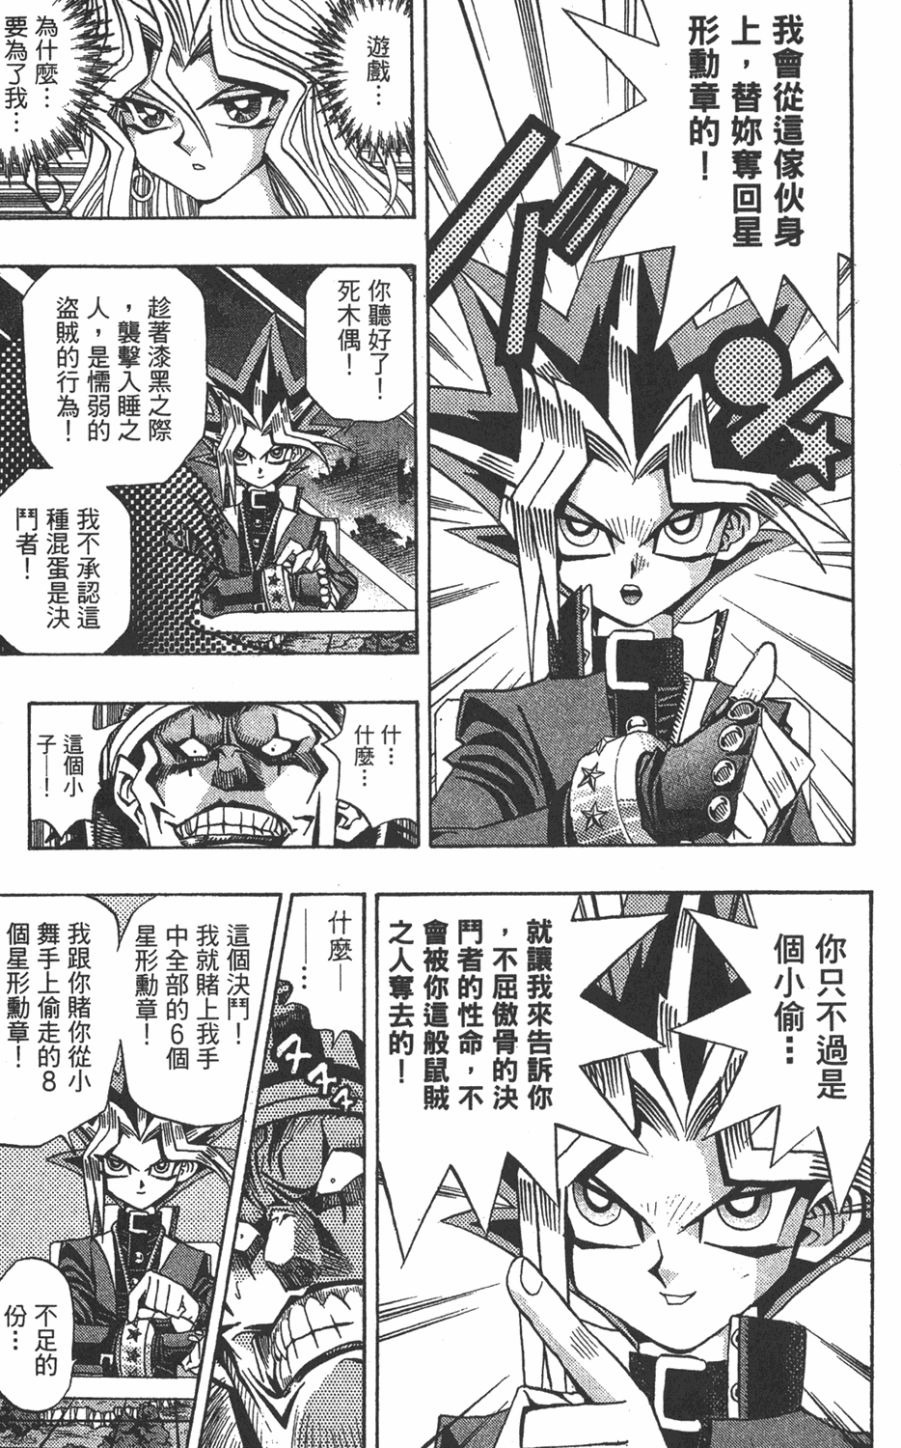 我會從這傢伙身
上，替妳奪回星
形勳章的！
遊戲…
為什麼…
要為了我…
你聽好了！
死木偶！
趁著漆黑之際
，襲擊入睡之
人，是懦弱的
盜賊的行為！
我不承認這
種混蛋是決
鬥者！
什…
什麼…
這個小
子—！
你只不過是
個小偷…
就讓我來告訴你
，不屈傲骨的決
鬥者的性命，不
會被你這般鼠賊
之人奪去的！
什麼—
—…
這個決鬥！
我就賭上我手
中全部的6個
星形勳章！
我跟你賭你從小
舞手上偷走的8
個星形勳章！
不足的
份…